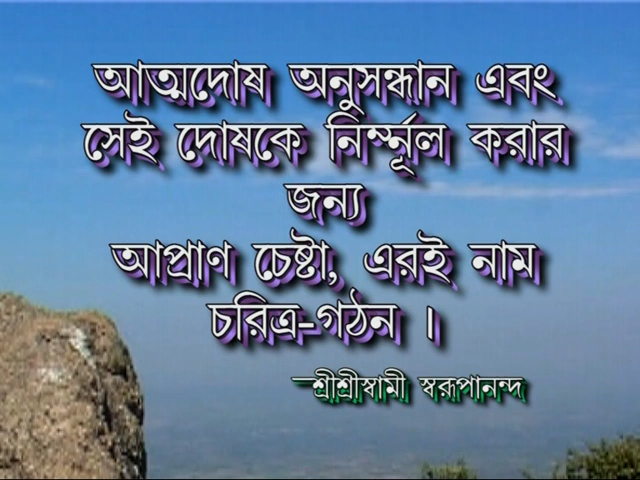 আত্মদোষ অনুসন্ধান এবং
সেই দোষকে নির্ম্মূল করার
জন্য
আপ্রাণ চেষ্টা, এরই নাম
চরিত্র-গঠন ।
—শ্রীশ্রীস্বামী স্বরূপানন্দ